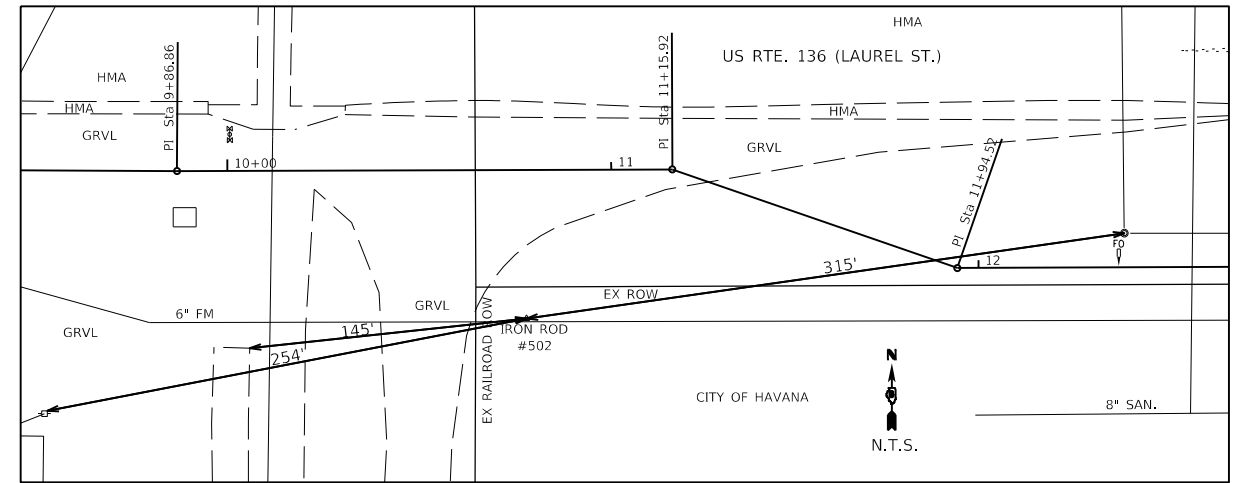 HMA
US RTE. 136 (LAUREL ST.)
PI Sta 9+86.86
PI Sta 11+15.92
HMA
HMA
HMA
GRVL
GRVL
PI Sta 11+94.52
10+00
11
FO
12
315'
EX ROW
GRVL
6" FM
GRVL
145'
IRON ROD
#502
254'
EX RAILROAD ROW
N
CITY OF HAVANA
8" SAN.
N.T.S.